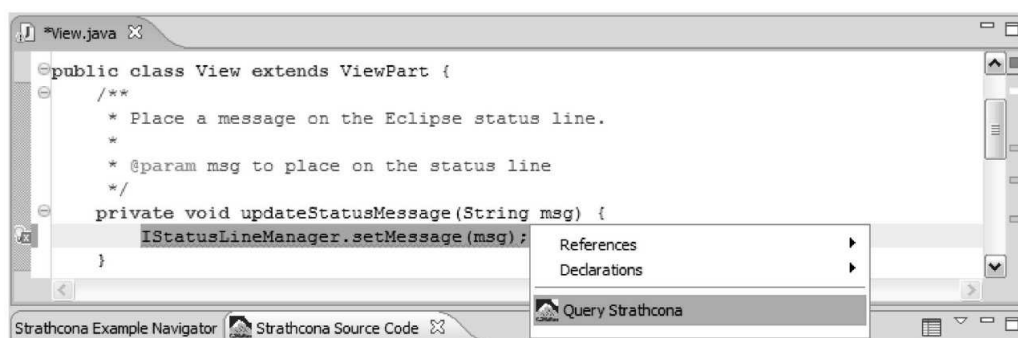 *View.java
public class View extends ViewPart {
/**
* Place a message on the Eclipse status line.
*
* @param msg to place on the status line
*/
private void updateStatusMessage(String msg) {
IStatusLineManager.setMessage(msg);
}
References
Declarations
Query Strathcona
Strathcona Example Navigator
Strathcona Source Code